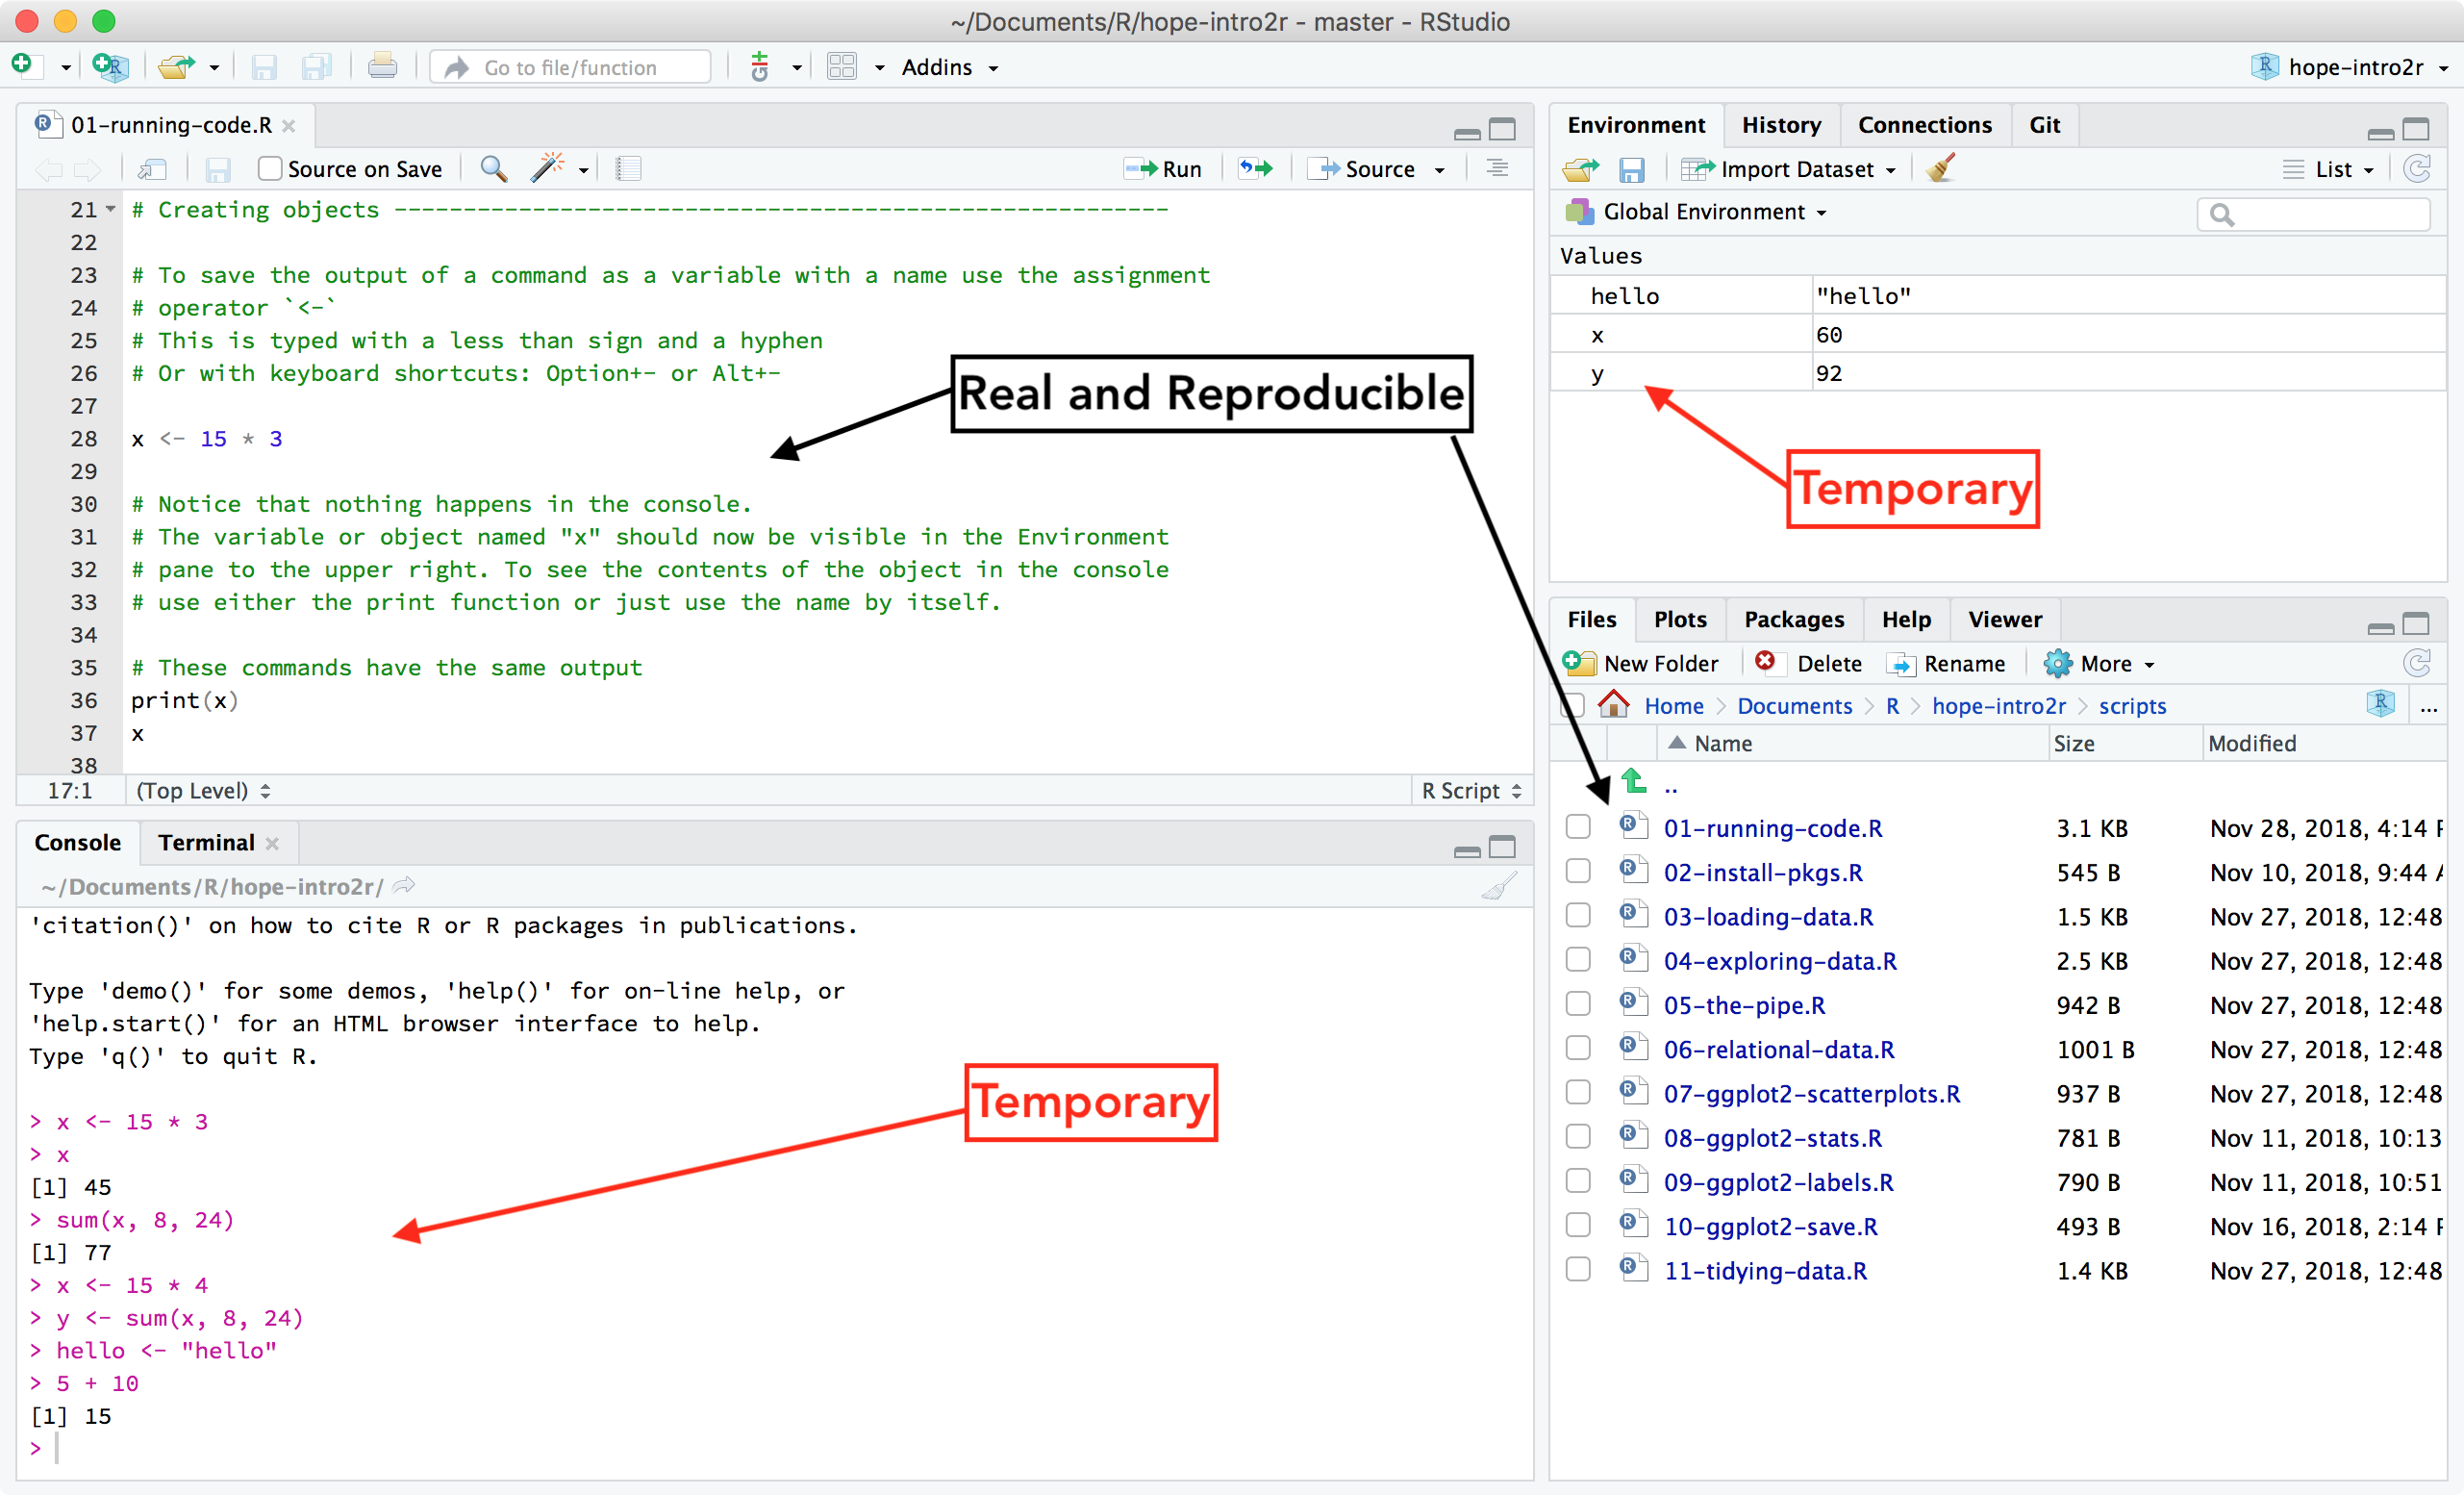 ~/Documents/R/hope-intro2r - master - RStudio
Go to file/function
Addins
hope-intro2r
01-running-code.R
Source on Save
Run
Source
21 # Creating objects --------------------------------------------------------
22
23 # To save the output of a command as a variable with a name use the assignment
24 # operator `<-`
25 # This is typed with a less than sign and a hyphen
26 # Or with keyboard shortcuts: Option+- or Alt+-
27
28 x <- 15 * 3
29
30 # Notice that nothing happens in the console.
31 # The variable or object named "x" should now be visible in the Environment
32 # pane to the upper right. To see the contents of the object in the console
33 # use either the print function or just use the name by itself.
34
35 # These commands have the same output
36 print(x)
37 x
38
Real and Reproducible
17:1 (Top Level) R Script
Console Terminal
~/Documents/R/hope-intro2r/
'citation()' on how to cite R or R packages in publications.
Type 'demo()' for some demos, 'help()' for on-line help, or
'help.start()' for an HTML browser interface to help.
Type 'q()' to quit R.
> x <- 15 * 3
> x
[1] 45
> sum(x, 8, 24)
[1] 77
> x <- 15 * 4
> y <- sum(x, 8, 24)
> hello <- "hello"
> 5 + 10
[1] 15
>
Temporary
Environment History Connections Git
Import Dataset List
Global Environment
Values
hello "hello"
x 60
y 92
Temporary
Files Plots Packages Help Viewer
New Folder Delete Rename More
Home Documents R hope-intro2r scripts ...
Name Size Modified
..
01-running-code.R 3.1 KB Nov 28, 2018, 4:14
02-install-pkgs.R 545 B Nov 10, 2018, 9:44
03-loading-data.R 1.5 KB Nov 27, 2018, 12:48
04-exploring-data.R 2.5 KB Nov 27, 2018, 12:48
05-the-pipe.R 942 B Nov 27, 2018, 12:48
06-relational-data.R 1001 B Nov 27, 2018, 12:48
07-ggplot2-scatterplots.R 937 B Nov 27, 2018, 12:48
08-ggplot2-stats.R 781 B Nov 11, 2018, 10:13
09-ggplot2-labels.R 790 B Nov 11, 2018, 10:51
10-ggplot2-save.R 493 B Nov 16, 2018, 2:14
11-tidying-data.R 1.4 KB Nov 27, 2018, 12:48